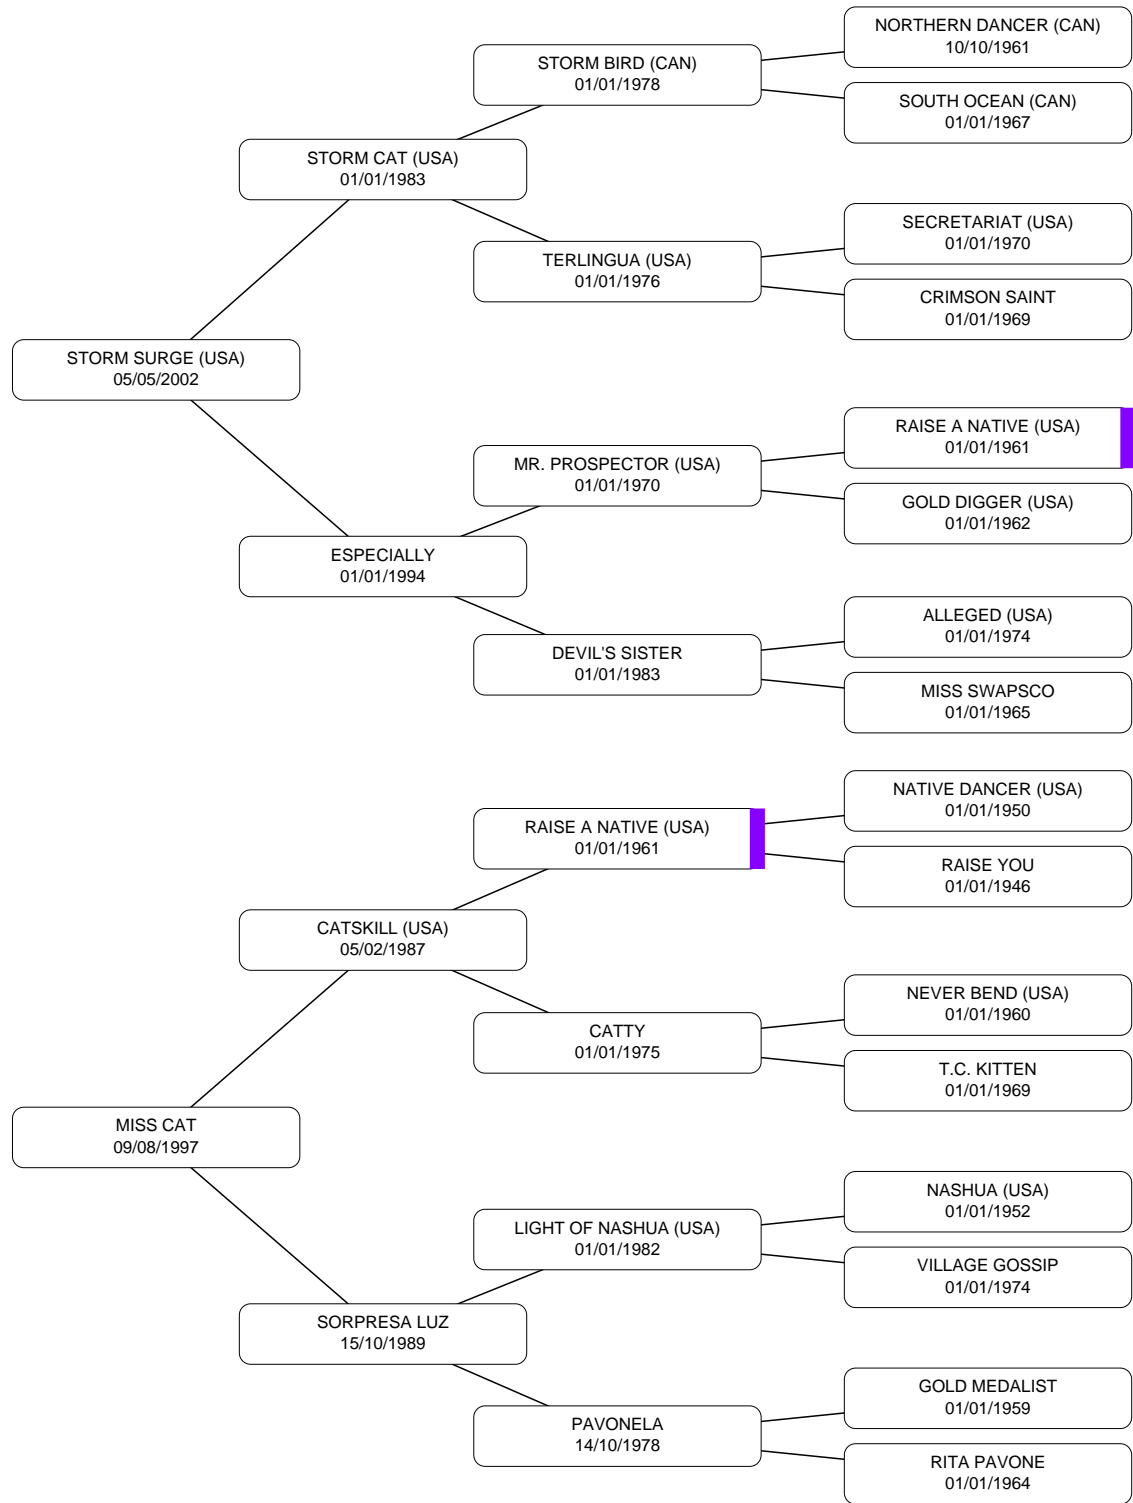 NORTHERN DANCER (CAN)
10/10/1961
STORM BIRD (CAN)
01/01/1978
SOUTH OCEAN (CAN)
01/01/1967
STORM CAT (USA)
01/01/1983
SECRETARIAT (USA)
01/01/1970
TERLINGUA (USA)
01/01/1976
CRIMSON SAINT
01/01/1969
STORM SURGE (USA)
05/05/2002
RAISE A NATIVE (USA)
01/01/1961
MR. PROSPECTOR (USA)
01/01/1970
GOLD DIGGER (USA)
01/01/1962
ESPECIALLY
01/01/1994
ALLEGED (USA)
01/01/1974
DEVIL'S SISTER
01/01/1983
MISS SWAPSCO
01/01/1965
NATIVE DANCER (USA)
01/01/1950
RAISE A NATIVE (USA)
01/01/1961
RAISE YOU
01/01/1946
CATSKILL (USA)
05/02/1987
NEVER BEND (USA)
01/01/1960
CATTY
01/01/1975
T.C. KITTEN
01/01/1969
MISS CAT
09/08/1997
NASHUA (USA)
01/01/1952
LIGHT OF NASHUA (USA)
01/01/1982
VILLAGE GOSSIP
01/01/1974
SORPRESA LUZ
15/10/1989
GOLD MEDALIST
01/01/1959
PAVONELA
14/10/1978
RITA PAVONE
01/01/1964